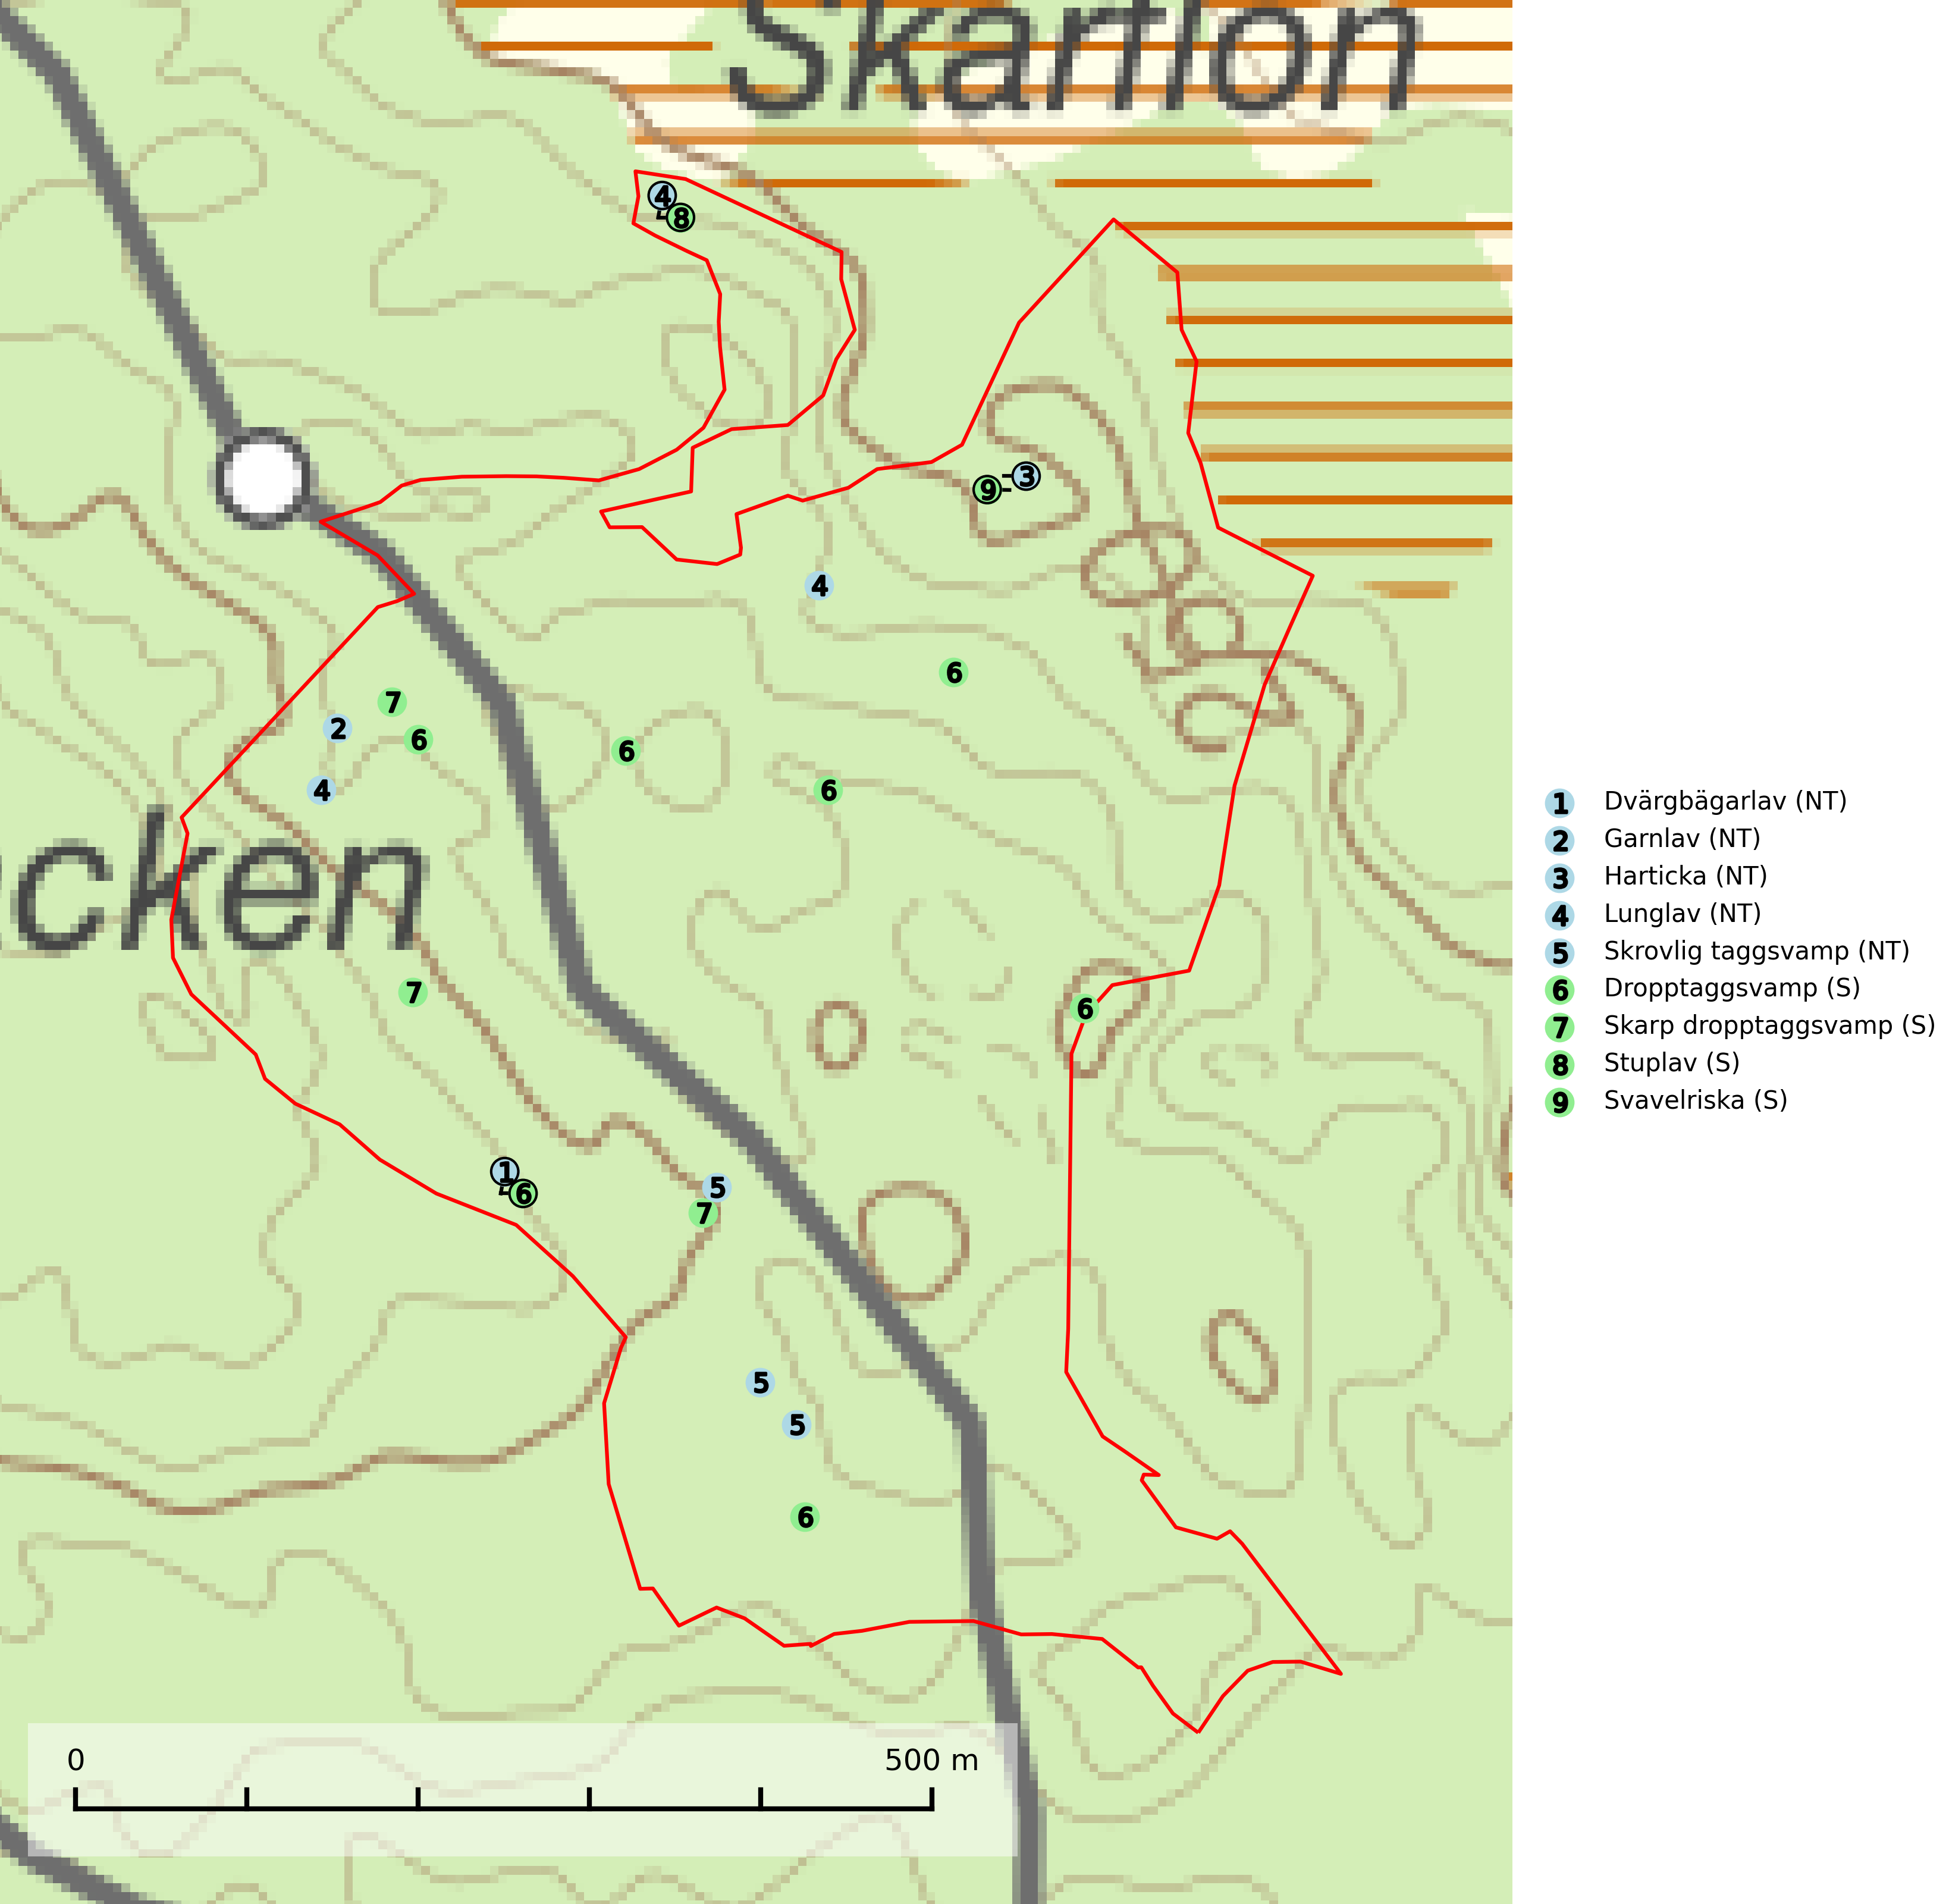 Skarflon
4
8
3
9
4
6
7
2
6
6
4
6
cken
7
6
1
6
5
7
5
5
6
0 500 m
1 Dvärgbägarlav (NT)
2 Garnlav (NT)
3 Harticka (NT)
4 Lunglav (NT)
5 Skrovlig taggsvamp (NT)
6 Dropptaggsvamp (S)
7 Skarp dropptaggsvamp (S)
8 Stuplav (S)
9 Svavelriska (S)